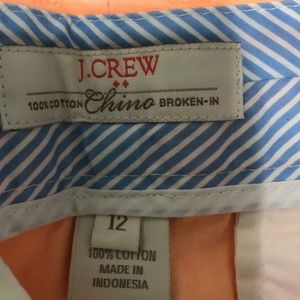 J.CREW
100% COTTON Chino BROKEN-IN
12
100% COTTON
MADE IN
INDONESIA